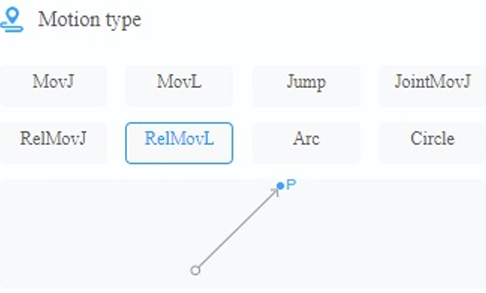 Motion type
MovJ MovL Jump JointMovJ
RelMovJ RelMovL Arc Circle
P